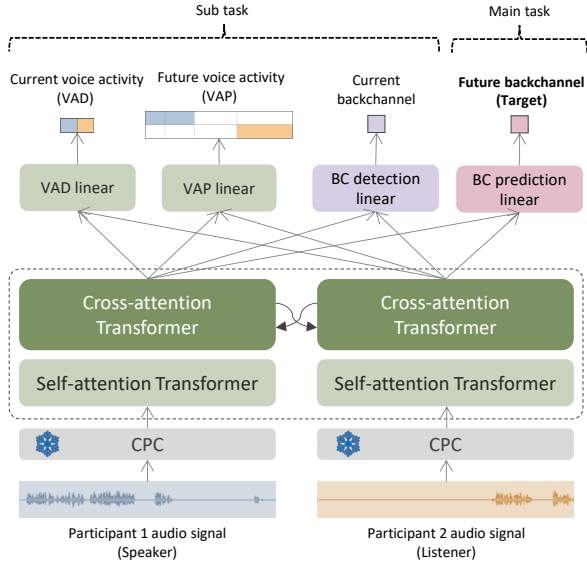 Sub task
Main task
Current voice activity
(VAD)
Future voice activity
(VAP)
Current
backchannel
Future backchannel
(Target)
VAD linear
VAP linear
BC detection
linear
BC prediction
linear
Cross-attention
Transformer
Cross-attention
Transformer
Self-attention Transformer
Self-attention Transformer
CPC
CPC
Participant 1 audio signal
(Speaker)
Participant 2 audio signal
(Listener)